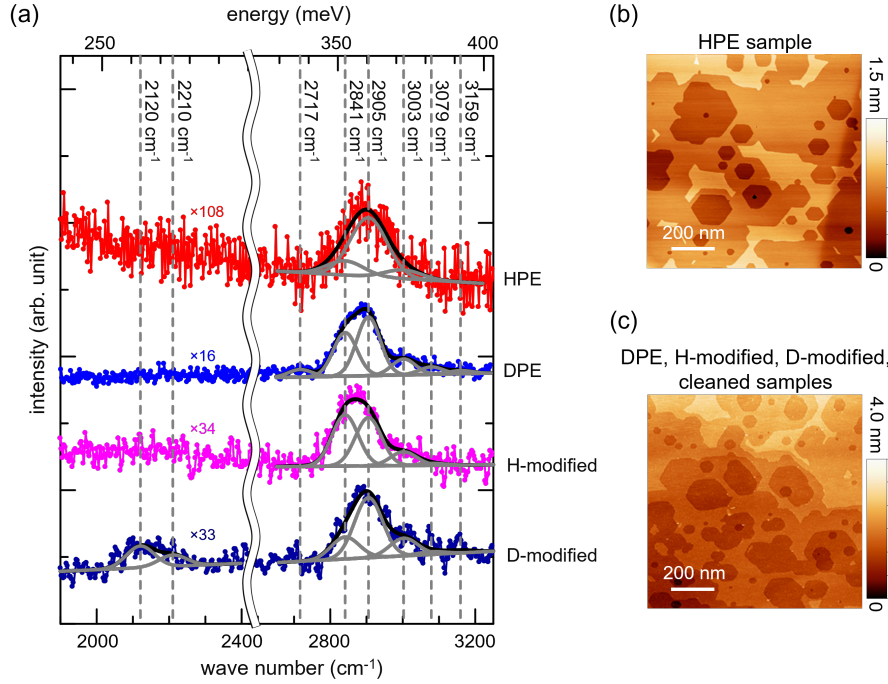 (a)
energy (meV)
250
350
400
2120 cm-1
2210 cm-1
2717 cm-1
2841 cm-1
2905 cm-1
3003 cm-1
3079 cm-1
3159 cm-1
×108
HPE
×16
DPE
×34
H-modified
×33
D-modified
intensity (arb. unit)
2000
2400
2800
3200
wave number (cm-1)
(b)
HPE sample
200 nm
1.5 nm
0
(c)
DPE, H-modified, D-modified,
cleaned samples
200 nm
4.0 nm
0